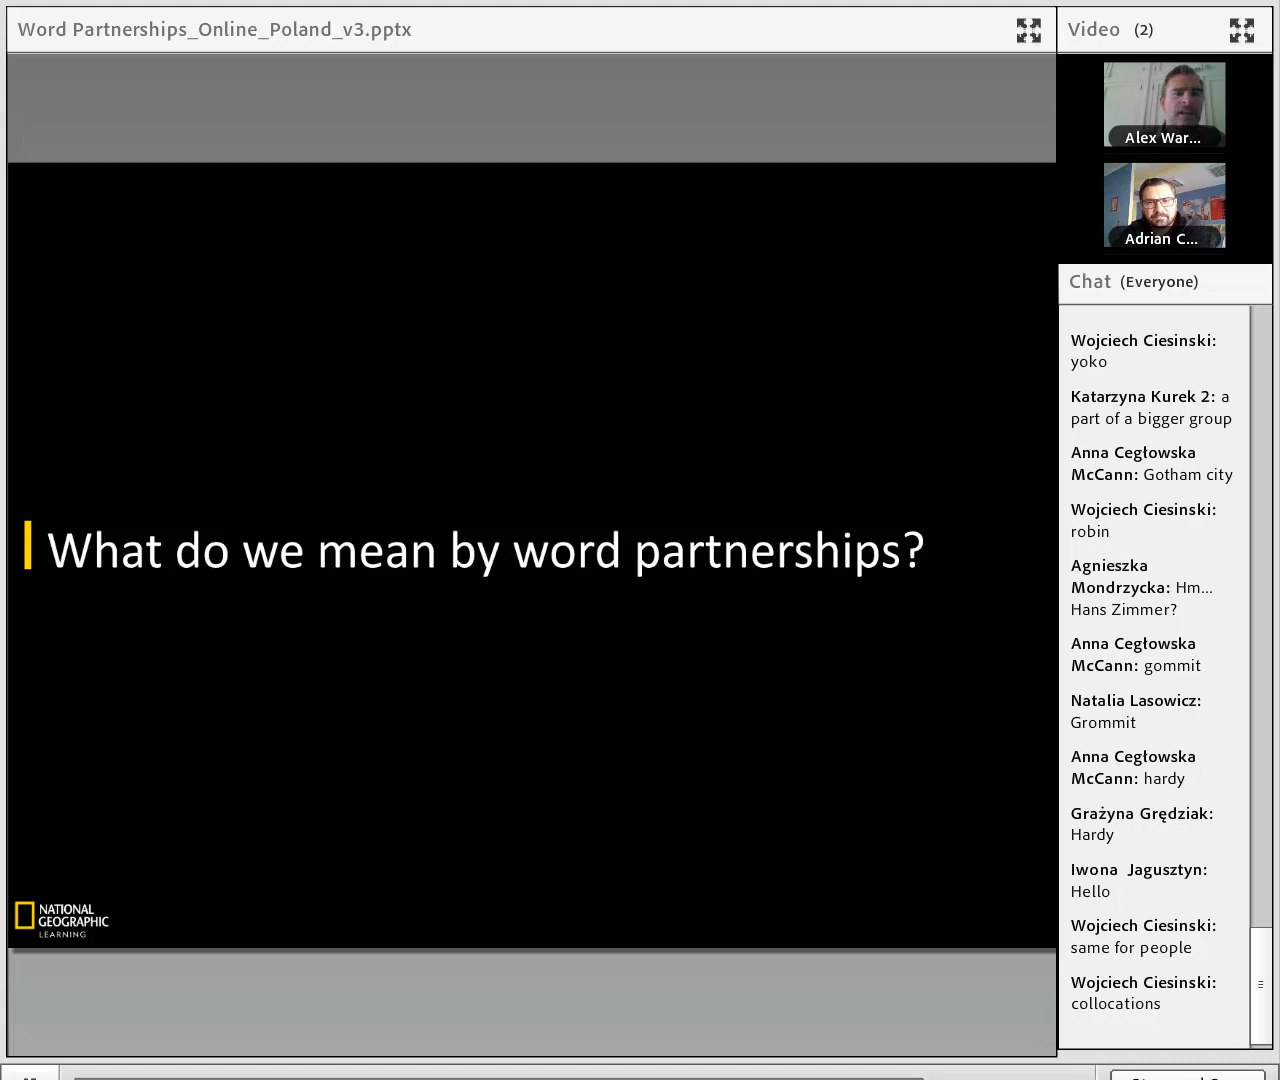 Word Partnerships_Online_Poland_v3.pptx
Video (2)
Alex War...
Adrian C...
Chat (Everyone)
Wojciech Ciesinski:
yoko
Katarzyna Kurek 2: a
part of a bigger group
Anna Cegłowska
McCann: Gotham city
Wojciech Ciesinski:
robin
Agnieszka
Mondrzycka: Hm...
Hans Zimmer?
Anna Cegłowska
McCann: gommit
Natalia Lasowicz:
Grommit
Anna Cegłowska
McCann: hardy
Grażyna Grędziak:
Hardy
Iwona Jagusztyn:
Hello
Wojciech Ciesinski:
same for people
Wojciech Ciesinski:
collocations
What do we mean by word partnerships?
NATIONAL
GEOGRAPHIC
LEARNING